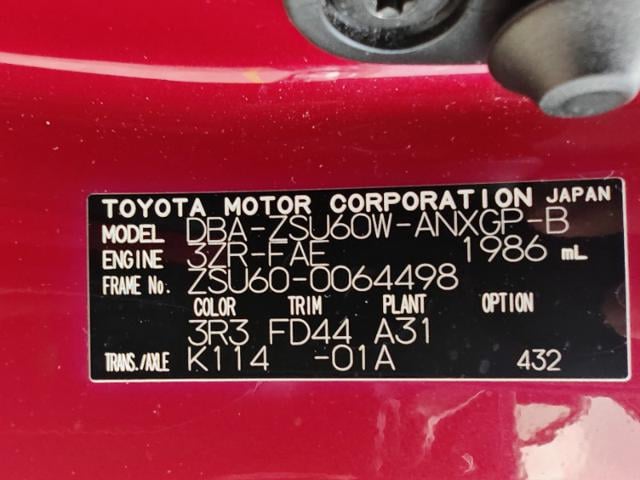 TOYOTA MOTOR CORPORATION JAPAN
MODEL DBA-ZSU60W-ANXGP-B
ENGINE 3ZR-FAE 1986 mL
FRAME No. ZSU60-0064498
COLOR TRIM PLANT OPTION
3R3 FD44 A31
TRANS./AXLE K114 -01A 432